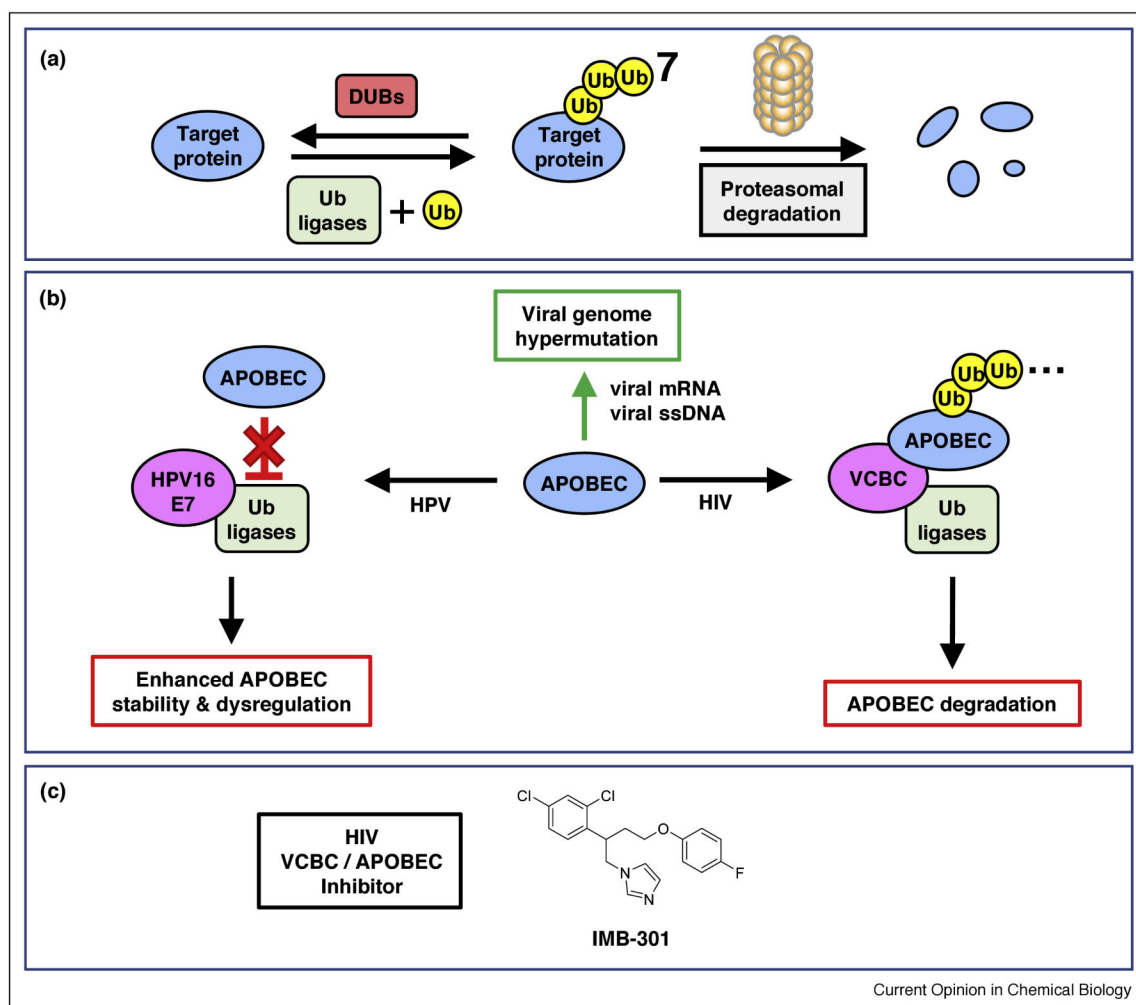 (a)
DUBs
Target
protein
Ub
ligases
+
Ub
Ub
Ub
Ub
7
Target
protein
Proteasomal
degradation
(b)
Viral genome
hypermutation
viral mRNA
viral ssDNA
APOBEC
HPV16
E7
Ub
ligases
HPV
APOBEC
HIV
Ub
Ub
Ub
...
APOBEC
VCBC
Ub
ligases
Enhanced APOBEC
stability & dysregulation
APOBEC degradation
(c)
HIV
VCBC / APOBEC
Inhibitor
Cl
Cl
O
F
N
N
IMB-301
Current Opinion in Chemical Biology